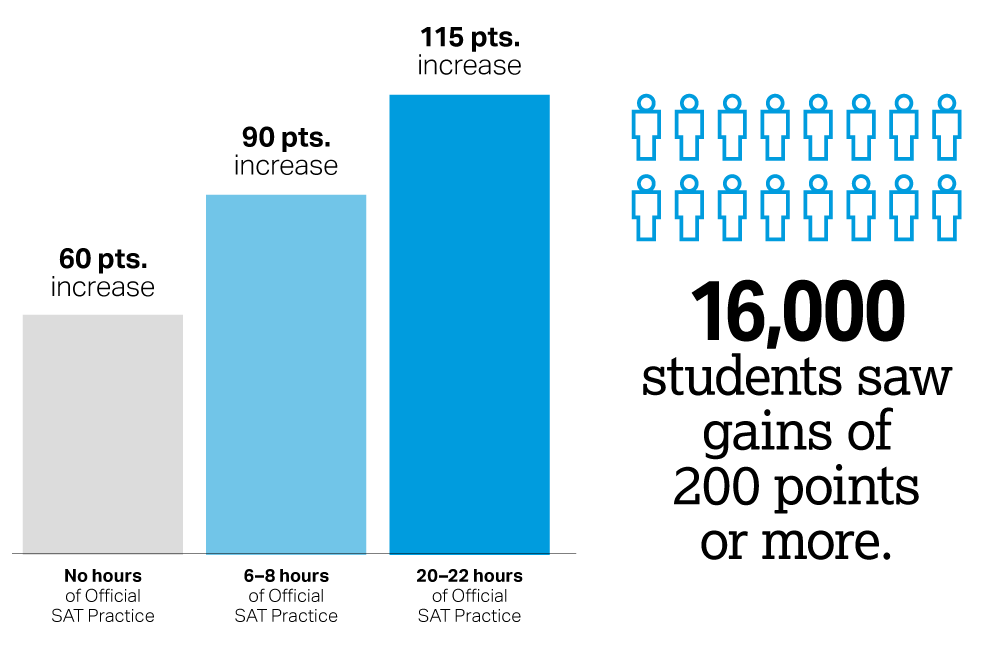 115 pts.
increase
90 pts.
increase
60 pts.
increase
No hours
of Official
SAT Practice
6–8 hours
of Official
SAT Practice
20–22 hours
of Official
SAT Practice
16,000
students saw
gains of
200 points
or more.